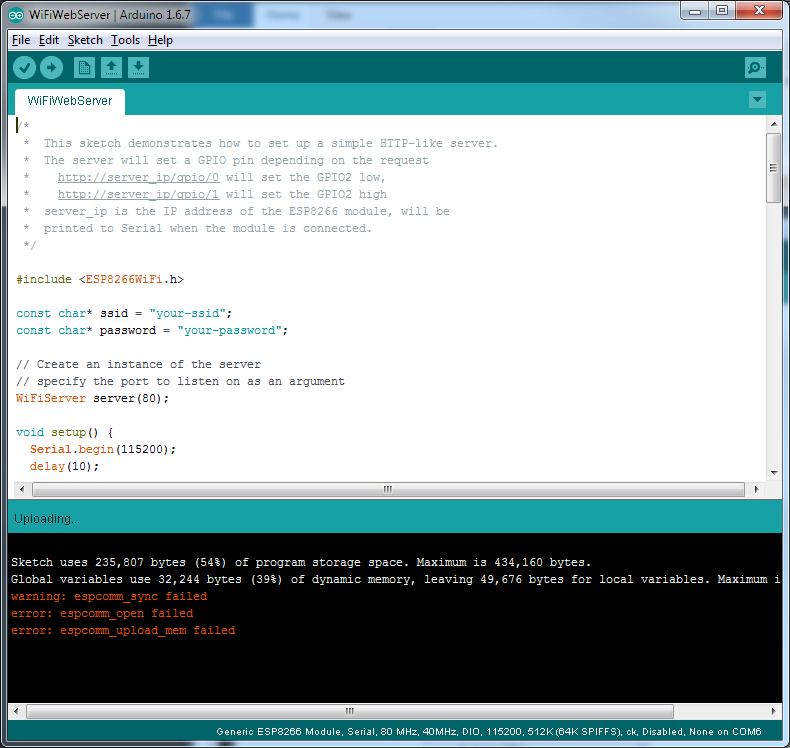 WiFiWebServer | Arduino 1.6.7
File Edit Sketch Tools Help
WiFiWebServer
/*
 *  This sketch demonstrates how to set up a simple HTTP-like server.
 *  The server will set a GPIO pin depending on the request
 *    http://server_ip/gpio/0 will set the GPIO2 low,
 *    http://server_ip/gpio/1 will set the GPIO2 high
 *  server_ip is the IP address of the ESP8266 module, will be
 *  printed to Serial when the module is connected.
 */
#include <ESP8266WiFi.h>
const char* ssid = "your-ssid";
const char* password = "your-password";
// Create an instance of the server
// specify the port to listen on as an argument
WiFiServer server(80);
void setup() {
  Serial.begin(115200);
  delay(10);
Uploading...
Sketch uses 235,807 bytes (54%) of program storage space. Maximum is 434,160 bytes.
Global variables use 32,244 bytes (39%) of dynamic memory, leaving 49,676 bytes for local variables. Maximum i
warning: espcomm_sync failed
error: espcomm_open failed
error: espcomm_upload_mem failed
Generic ESP8266 Module, Serial, 80 MHz, 40MHz, DIO, 115200, 512K (64K SPIFFS), ck, Disabled, None on COM6